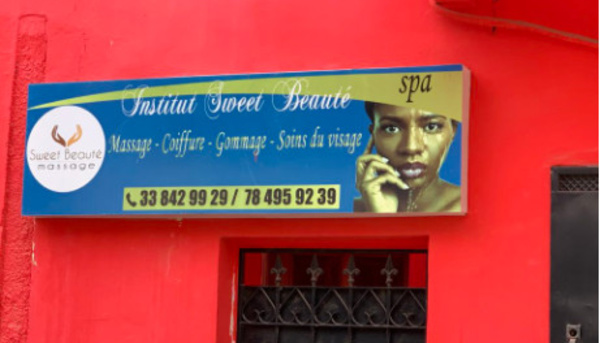 Institut Sweet Beauté
spa
Massage - Coiffure - Gommage - Soins du visage
Sweet Beauté
massage
33 842 99 29 / 78 495 92 39